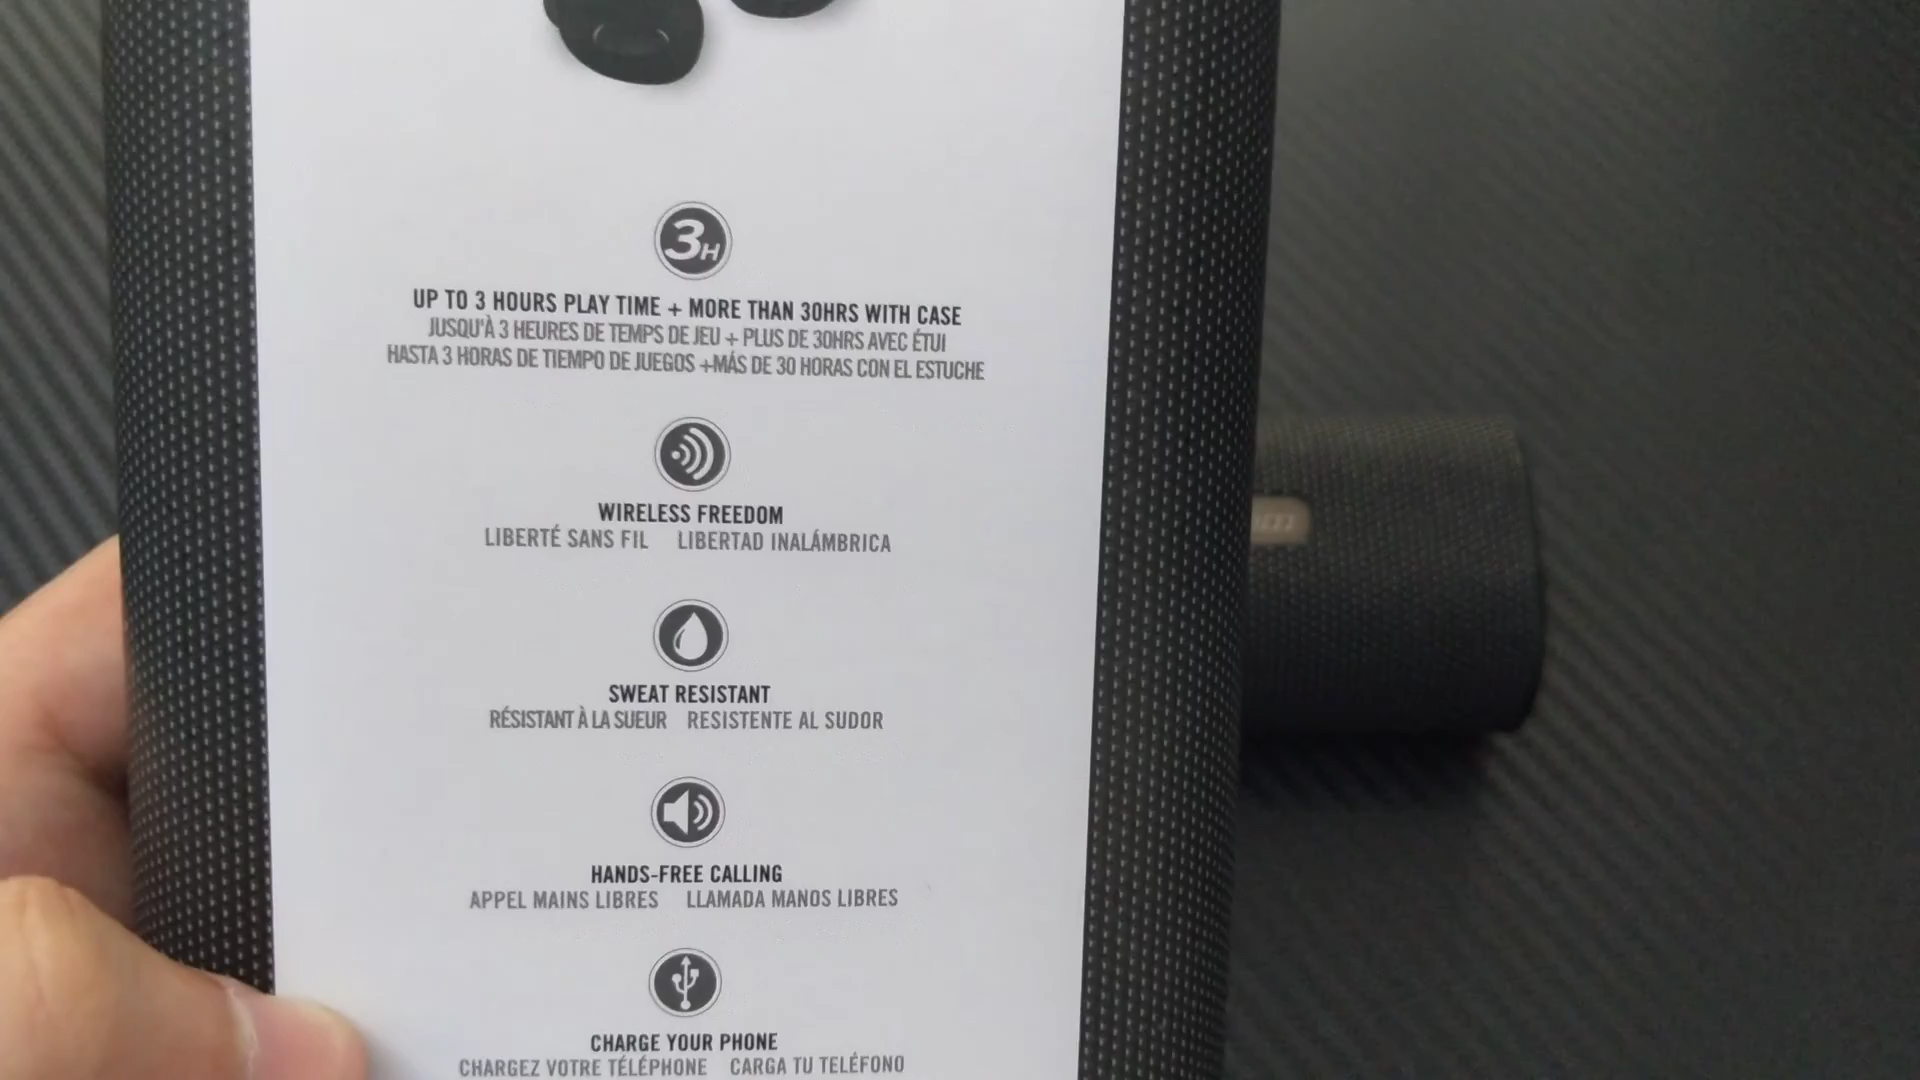 3H
UP TO 3 HOURS PLAY TIME + MORE THAN 30HRS WITH CASE
JUSQU'À 3 HEURES DE TEMPS DE JEU + PLUS DE 30HRS AVEC ÉTUI
HASTA 3 HORAS DE TIEMPO DE JUEGOS +MÁS DE 30 HORAS CON EL ESTUCHE
WIRELESS FREEDOM
LIBERTÉ SANS FIL LIBERTAD INALÁMBRICA
SWEAT RESISTANT
RÉSISTANT À LA SUEUR RESISTENTE AL SUDOR
HANDS-FREE CALLING
APPEL MAINS LIBRES LLAMADA MANOS LIBRES
CHARGE YOUR PHONE
CHARGEZ VOTRE TÉLÉPHONE CARGA TU TELÉFONO